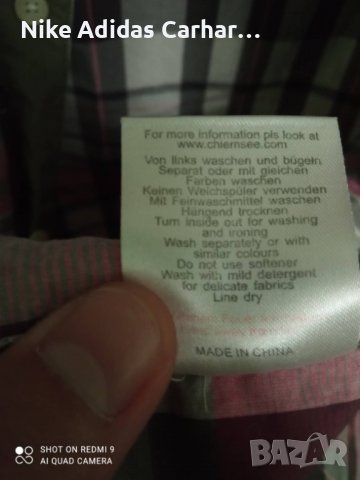 Nike Adidas Carhar...
For more information pls look at
www.chiemsee.com
Von links waschen und bügeln
Separat oder mit gleichen
Farben waschen
Keinen Weichspüler verwenden
Mit Feinwaschmittel waschen
Hängend trocknen
Turn inside out for washing
and ironing
Wash separately or with
similar colours
Do not use softener
Wash with mild detergent
for delicate fabrics
Line dry
away from
MADE IN CHINA
SHOT ON REDMI 9
AI QUAD CAMERA
BAZAR